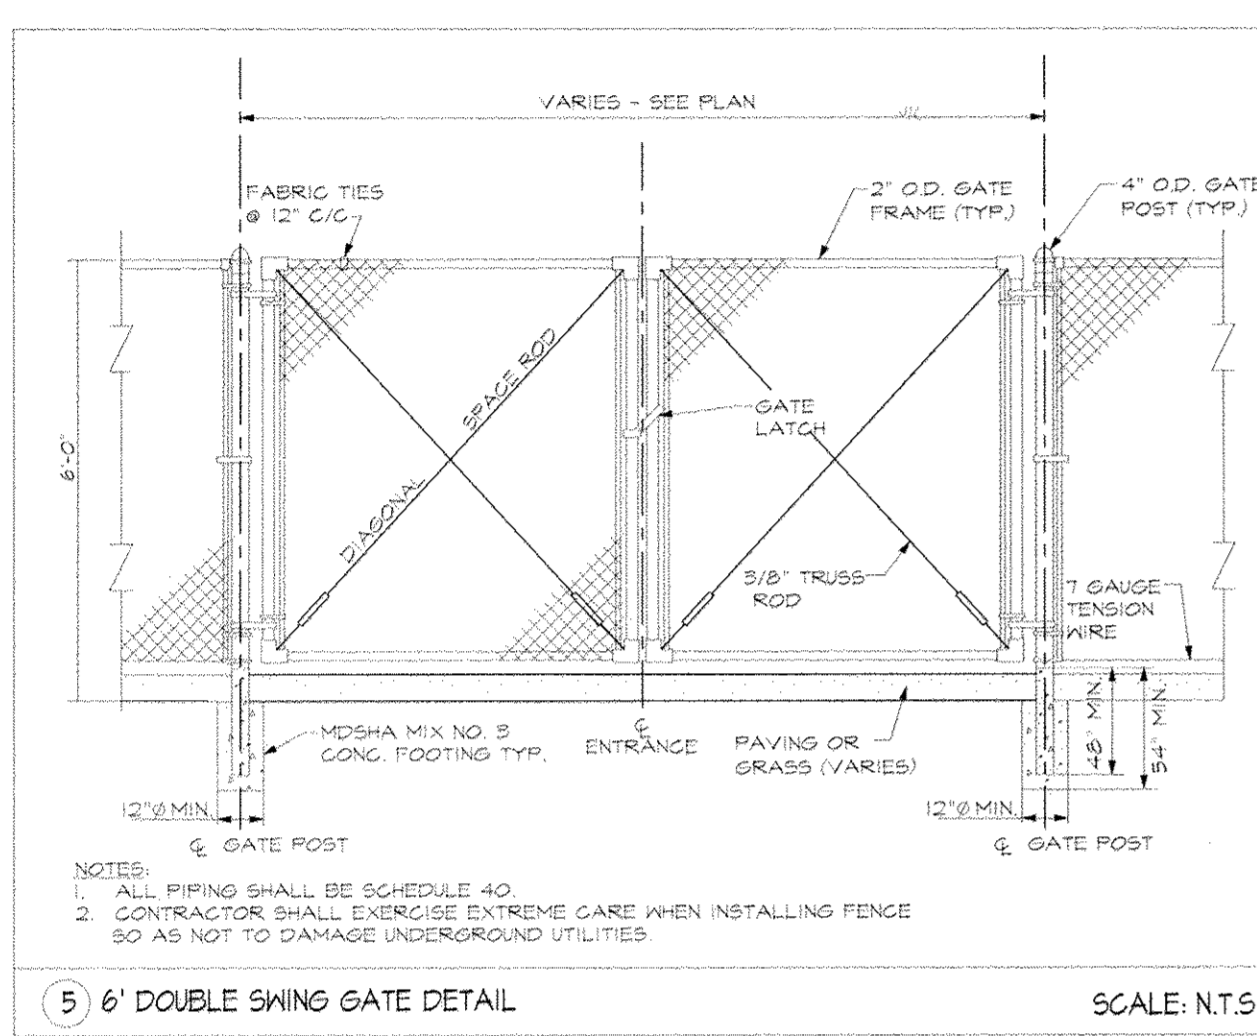 VARIES - SEE PLAN
FABRIC TIES
@ 12" C/C
2" O.D. GATE
FRAME (TYP.)
4" O.D. GATE
POST (TYP.)
6'-0"
DIAGONAL
SPACE ROD
GATE
LATCH
3/8" TRUSS
ROD
7 GAUGE
TENSION
WIRE
48" MIN.
54" MIN.
MDSHA MIX NO. 3
CONC. FOOTING TYP.
℄
ENTRANCE
PAVING OR
GRASS (VARIES)
12"Ø MIN.
12"Ø MIN.
℄ GATE POST
℄ GATE POST
NOTES:
1. ALL PIPING SHALL BE SCHEDULE 40.
2. CONTRACTOR SHALL EXERCISE EXTREME CARE WHEN INSTALLING FENCE
SO AS NOT TO DAMAGE UNDERGROUND UTILITIES.
5 6' DOUBLE SWING GATE DETAIL
SCALE: N.T.S